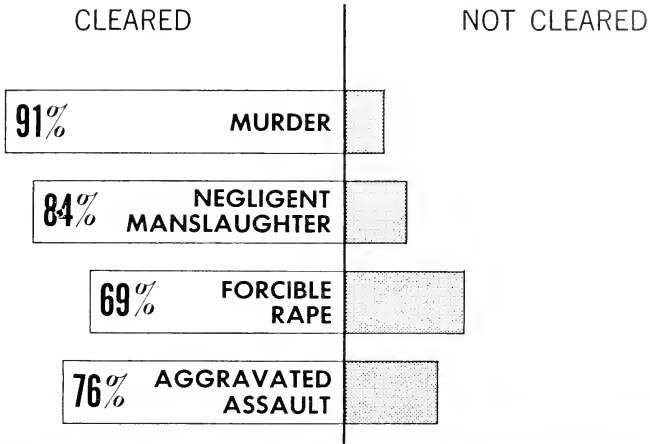 CLEARED NOT CLEARED
91% MURDER
84% NEGLIGENT
MANSLAUGHTER
69% FORCIBLE
RAPE
76% AGGRAVATED
ASSAULT